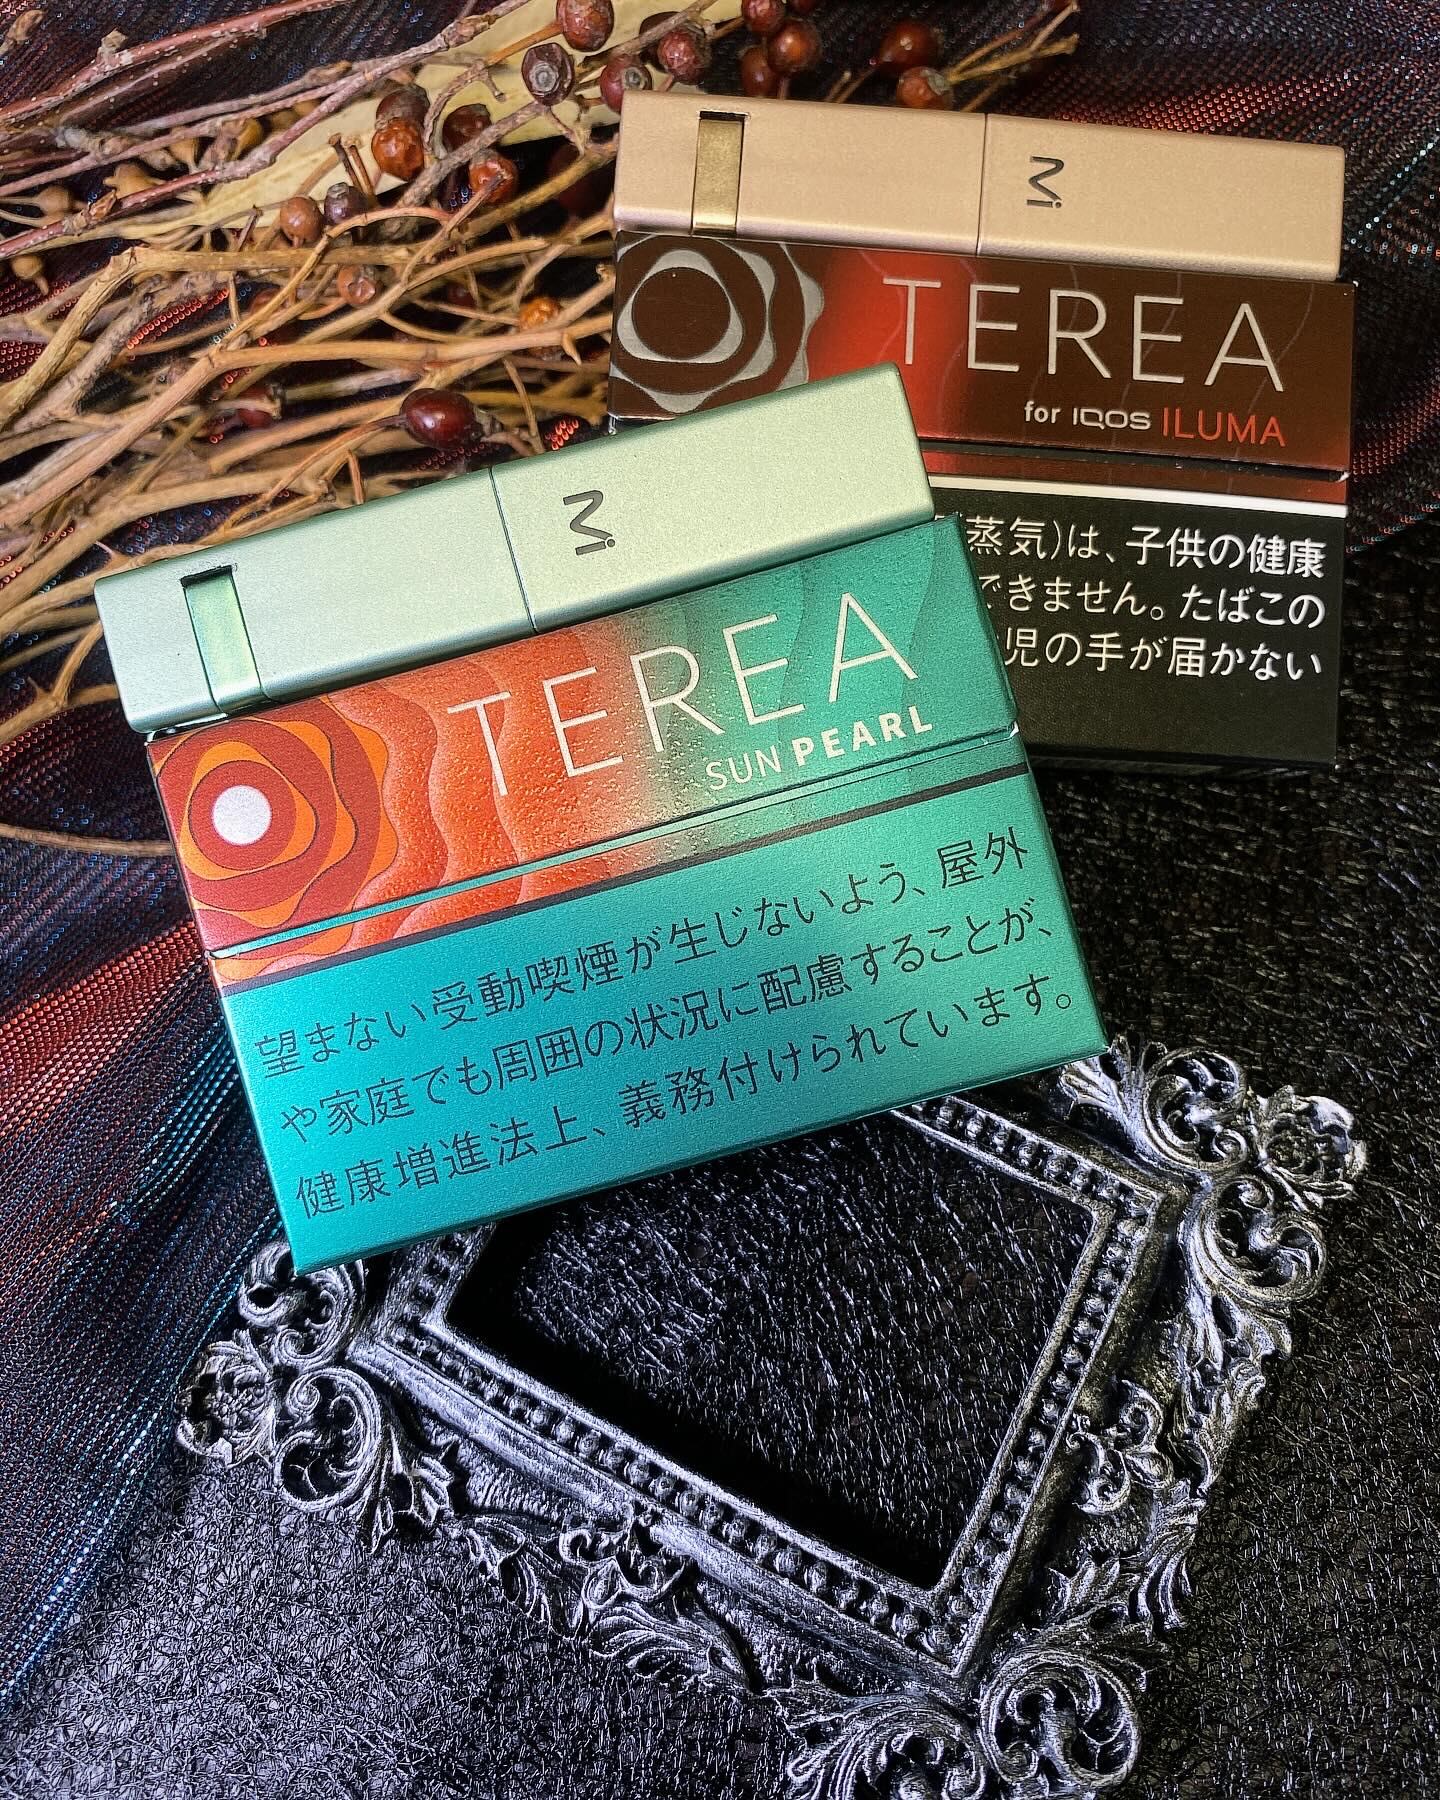 TEREA
for IQOS ILUMA
蒸気)は、子供の健康
できません。たばこの
児の手が届かない
TEREA
SUN PEARL
望まない受動喫煙が生じないよう、屋外
や家庭でも周囲の状況に配慮することが、
健康増進法上、義務付けられています。